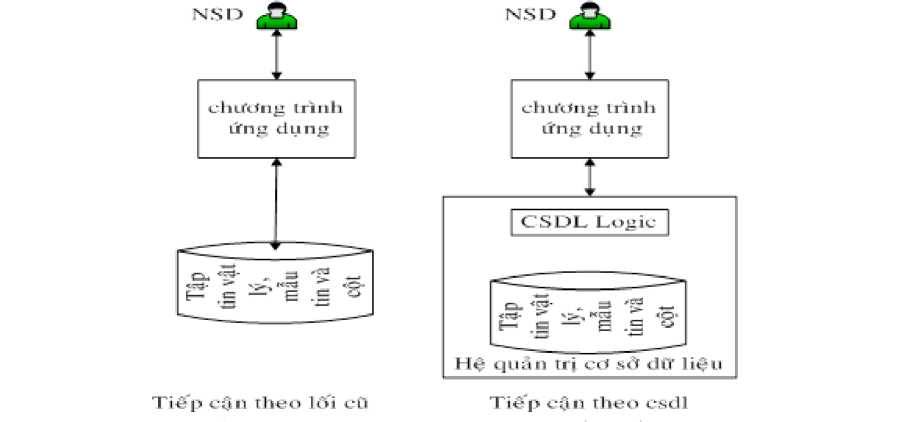 NSD
chương trình
ứng dụng
Tập
tin vật
lý,
mẫu
tin và
cột
Tiếp cận theo lối cũ
NSD
chương trình
ứng dụng
CSDL Logic
Tập
tin vật
lý,
mẫu
tin và
cột
Hệ quản trị cơ sở dữ liệu
Tiếp cận theo csdl